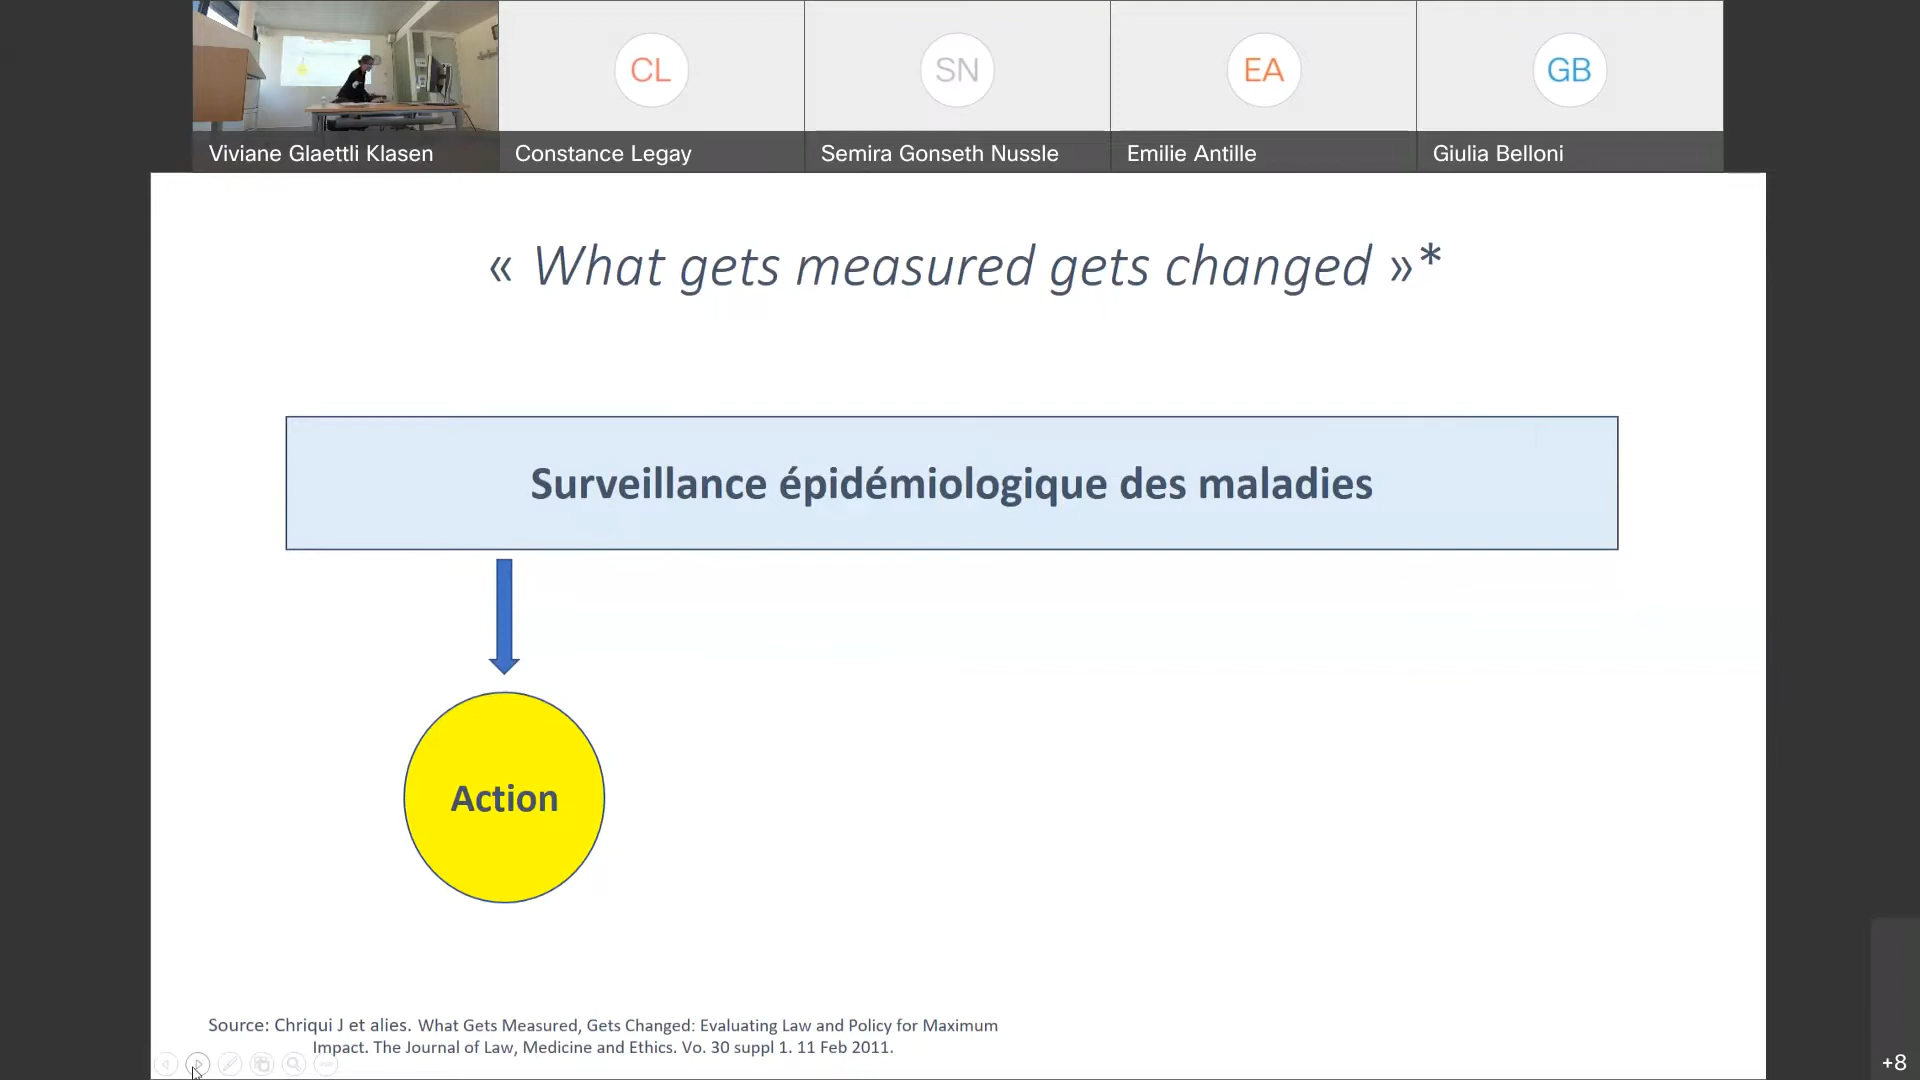 CL
SN
EA
GB
Viviane Glaettli Klasen
Constance Legay
Semira Gonseth Nussle
Emilie Antille
Giulia Belloni
« What gets measured gets changed »*
Surveillance épidémiologique des maladies
Action
Source: Chriqui J et alies. What Gets Measured, Gets Changed: Evaluating Law and Policy for Maximum
Impact. The Journal of Law, Medicine and Ethics. Vo. 30 suppl 1. 11 Feb 2011.
+8